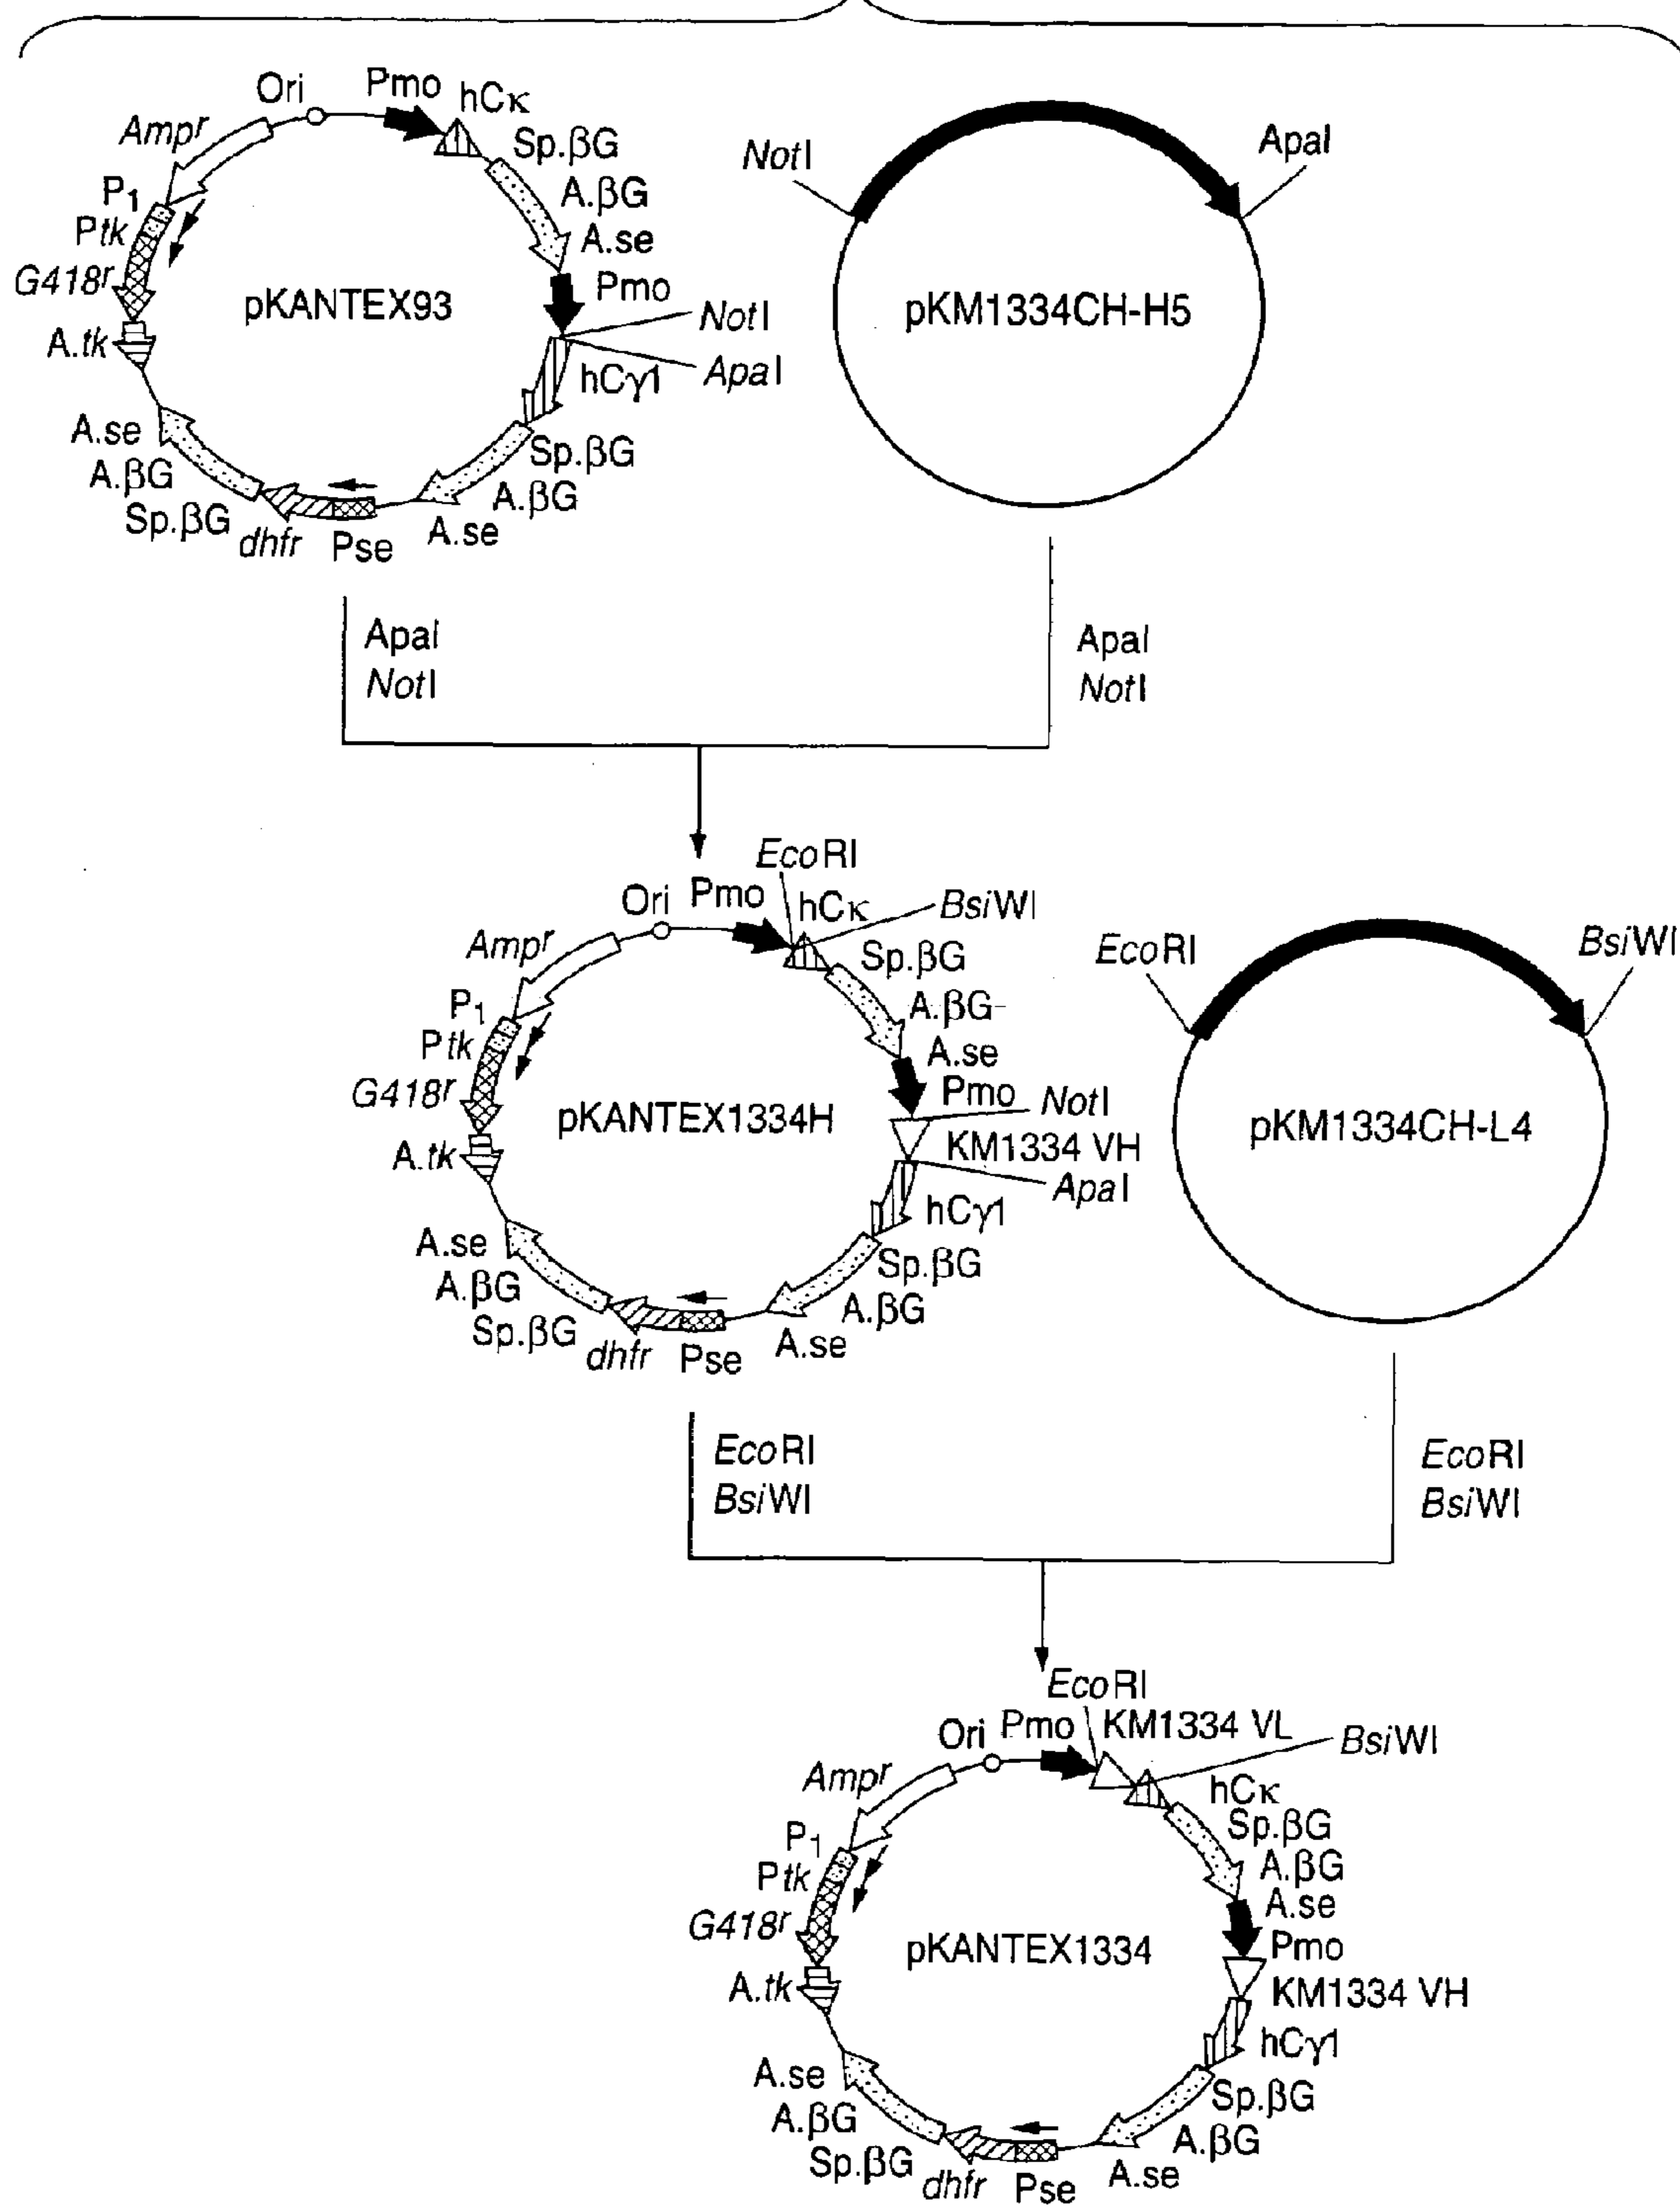 Ori
Pmo
hCκ
Ampr
Sp.βG
A.βG
A.se
Pmo
NotI
ApaI
hCγ1
Sp.βG
A.βG
A.se
Pse
dhfr
Sp.βG
A.βG
A.se
A.tk
G418r
Ptk
P1
pKANTEX93
NotI
ApaI
pKM1334CH-H5
ApaI
NotI
ApaI
NotI
EcoRI
Ori
Pmo
hCκ
BsiWI
Ampr
Sp.βG
A.βG
A.se
Pmo
NotI
KM1334 VH
ApaI
hCγ1
Sp.βG
A.βG
A.se
Pse
dhfr
Sp.βG
A.βG
A.se
A.tk
G418r
Ptk
P1
pKANTEX1334H
EcoRI
BsiWI
pKM1334CH-L4
EcoRI
BsiWI
EcoRI
BsiWI
EcoRI
Ori
Pmo
KM1334 VL
BsiWI
Ampr
hCκ
Sp.βG
A.βG
A.se
Pmo
KM1334 VH
hCγ1
Sp.βG
A.βG
A.se
Pse
dhfr
Sp.βG
A.βG
A.se
A.tk
G418r
Ptk
P1
pKANTEX1334